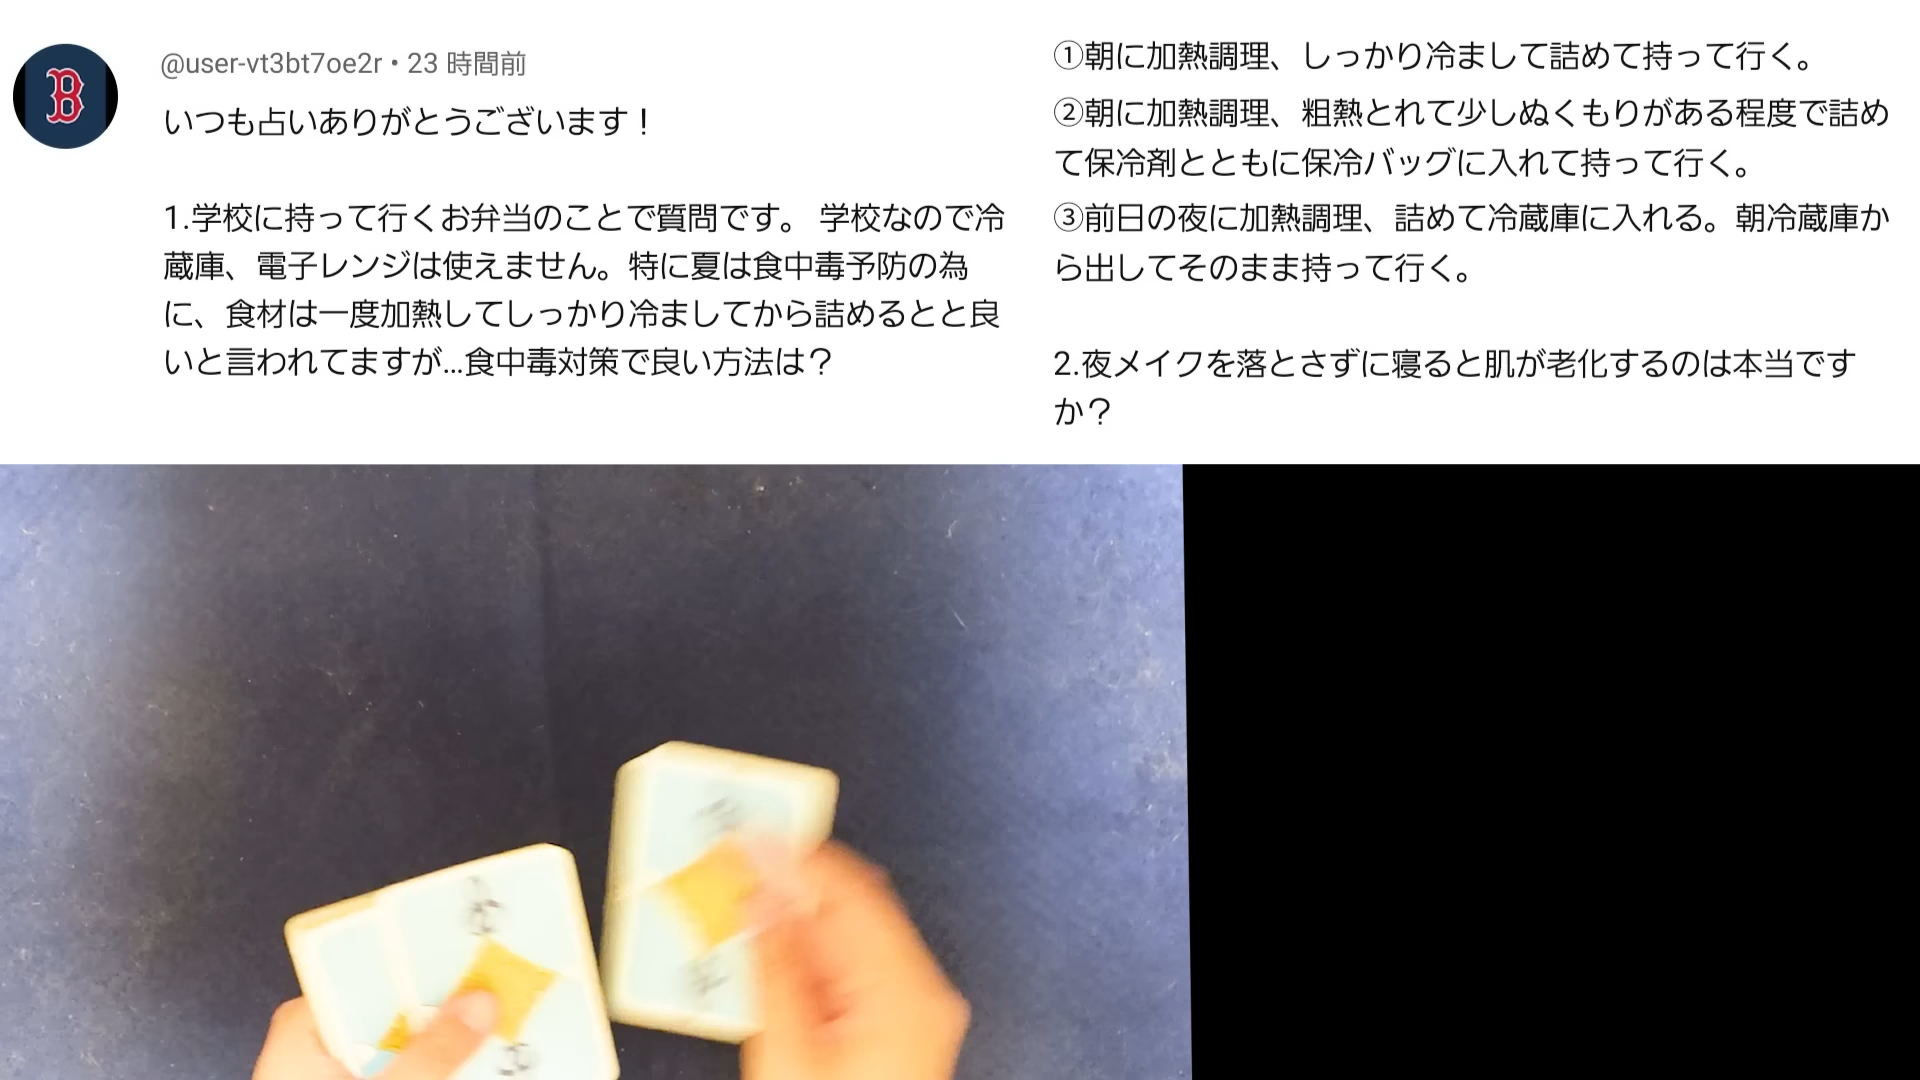 B
@user-vt3bt7oe2r • 23 時間前
いつも占いありがとうございます！
1.学校に持って行くお弁当のことで質問です。 学校なので冷
蔵庫、電子レンジは使えません。特に夏は食中毒予防の為
に、食材は一度加熱してしっかり冷ましてから詰めるとと良
いと言われてますが...食中毒対策で良い方法は？
①朝に加熱調理、しっかり冷まして詰めて持って行く。
②朝に加熱調理、粗熱とれて少しぬくもりがある程度で詰め
て保冷剤とともに保冷バッグに入れて持って行く。
③前日の夜に加熱調理、詰めて冷蔵庫に入れる。朝冷蔵庫か
ら出してそのまま持って行く。
2.夜メイクを落とさずに寝ると肌が老化するのは本当です
か？